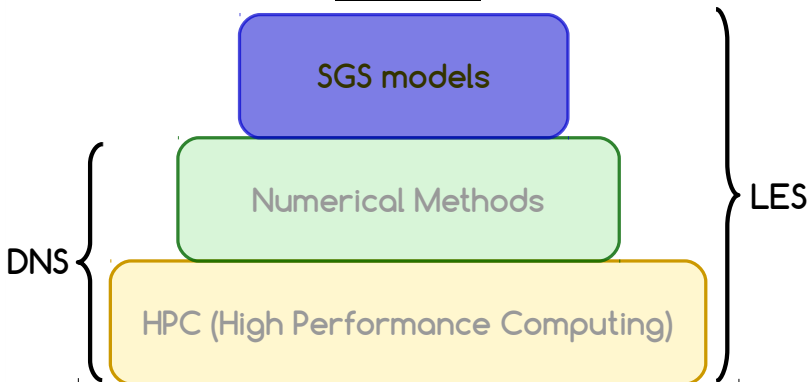 SGS models
Numerical Methods
HPC (High Performance Computing)
DNS
LES